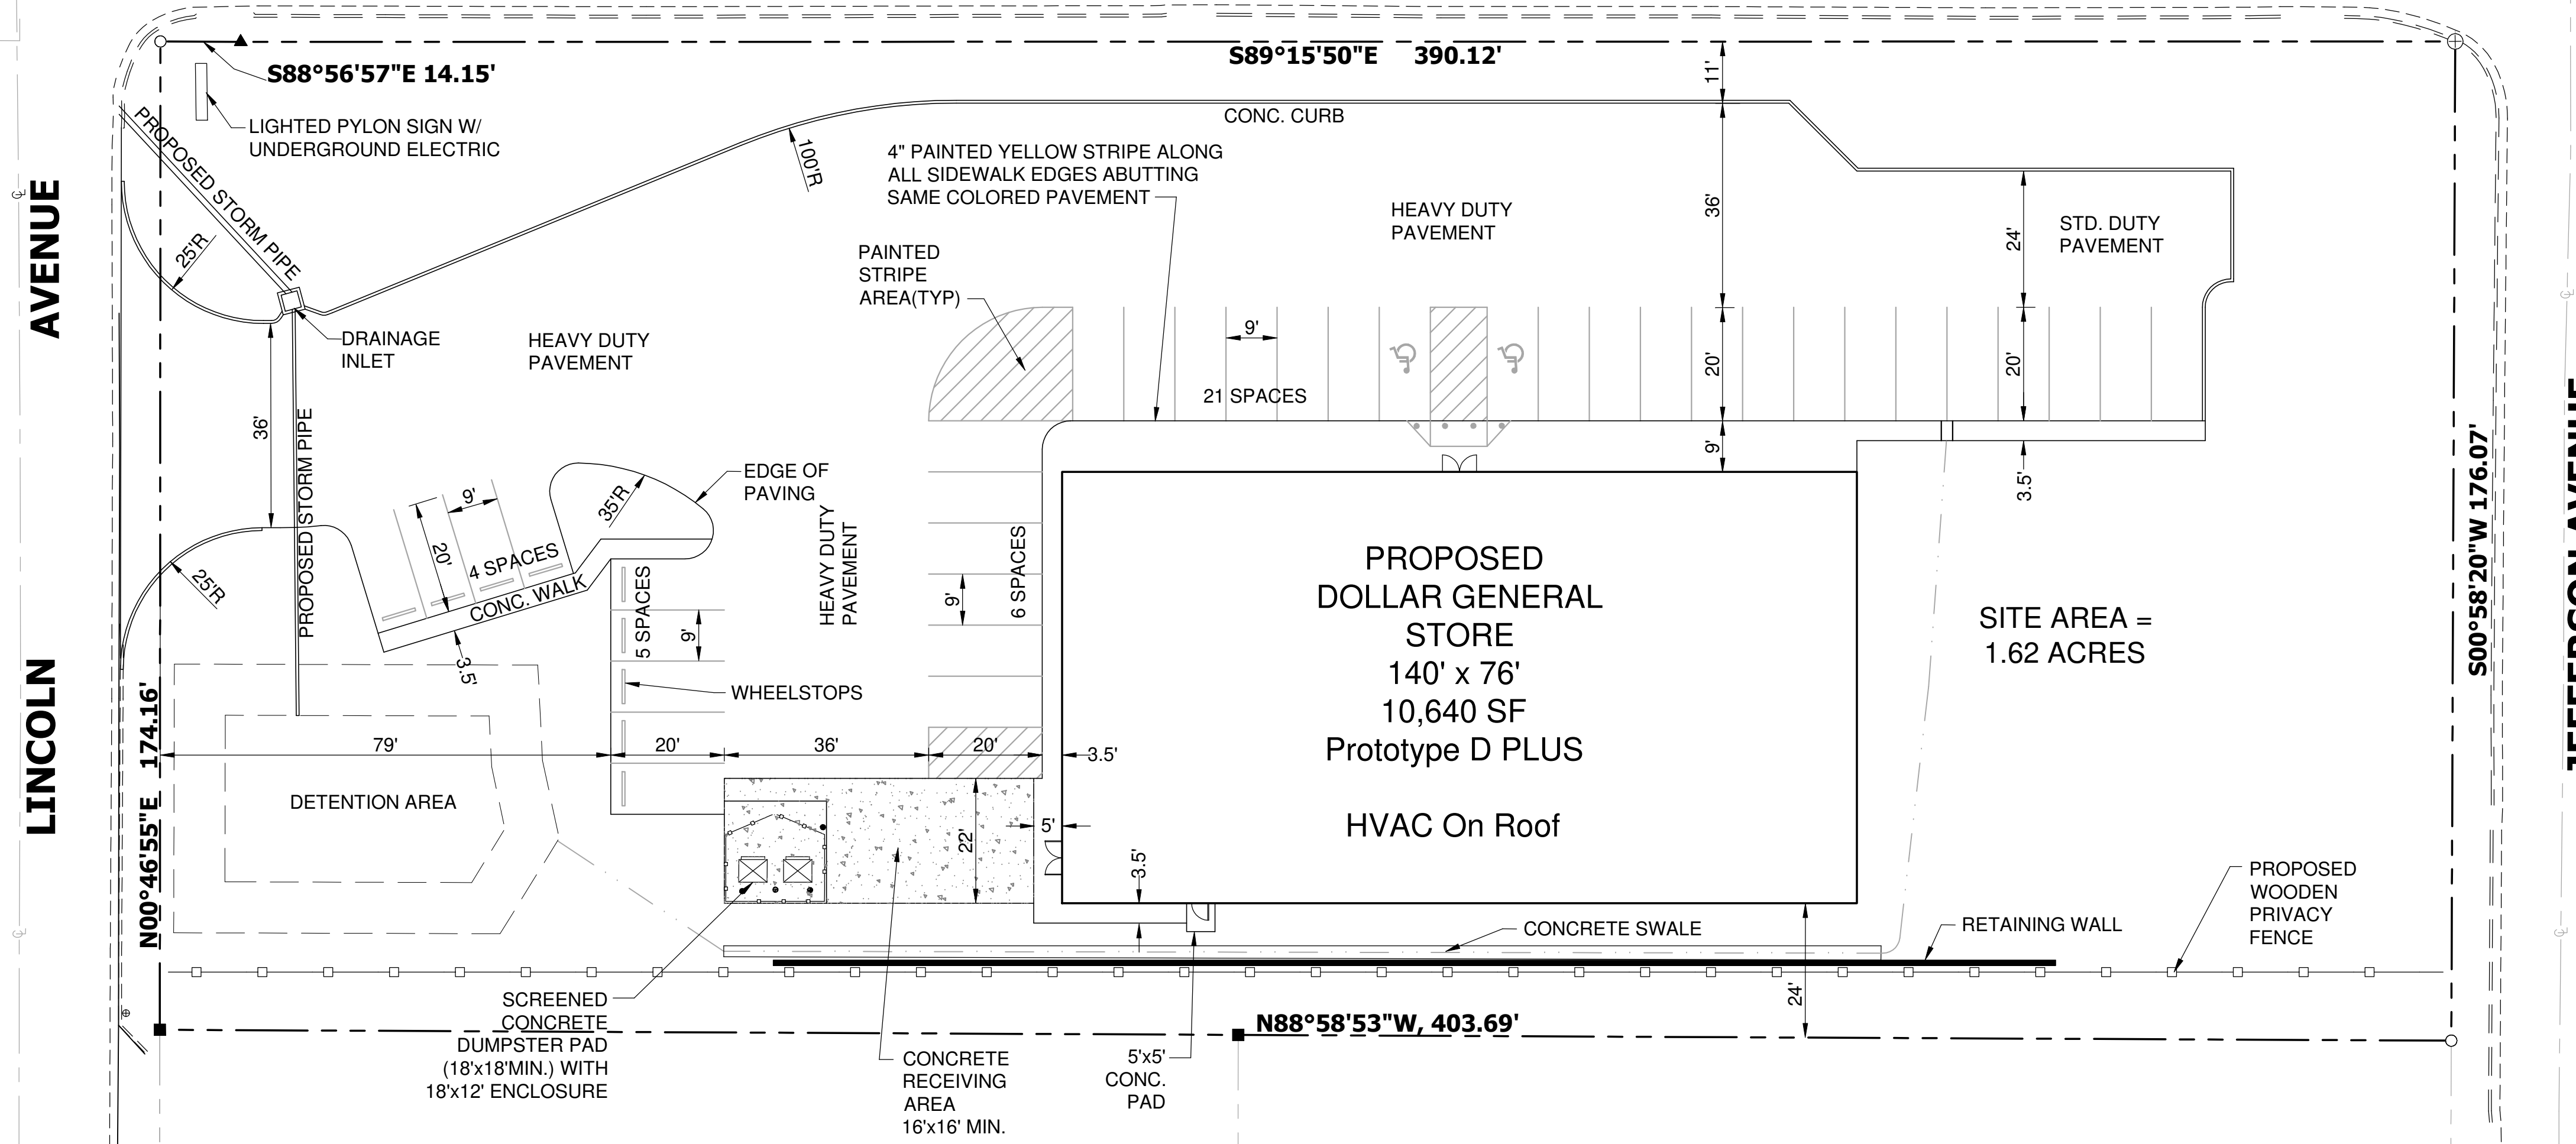 S88°56'57"E 14.15'
S89°15'50"E 390.12'
11'
LIGHTED PYLON SIGN W/
UNDERGROUND ELECTRIC
PROPOSED STORM PIPE
CONC. CURB
100'R
4" PAINTED YELLOW STRIPE ALONG
ALL SIDEWALK EDGES ABUTTING
SAME COLORED PAVEMENT
HEAVY DUTY
PAVEMENT
36'
24'
STD. DUTY
PAVEMENT
25'R
PAINTED
STRIPE
AREA(TYP)
AVENUE
DRAINAGE
INLET
HEAVY DUTY
PAVEMENT
9'
21 SPACES
20'
20'
36'
PROPOSED STORM PIPE
9'
3.5'
EDGE OF
PAVING
9'
35'R
20'
4 SPACES
CONC. WALK
3.5'
25'R
5 SPACES
9'
HEAVY DUTY
PAVEMENT
9'
6 SPACES
PROPOSED
DOLLAR GENERAL
STORE
140' x 76'
10,640 SF
Prototype D PLUS
HVAC On Roof
SITE AREA =
1.62 ACRES
S00°58'20"W 176.07'
JEFFERSON AVENUE
LINCOLN
N00°46'55"E 174.16'
WHEELSTOPS
79'
20'
36'
20'
3.5'
DETENTION AREA
22'
5'
3.5'
CONCRETE SWALE
RETAINING WALL
PROPOSED
WOODEN
PRIVACY
FENCE
24'
N88°58'53"W, 403.69'
SCREENED
CONCRETE
DUMPSTER PAD
(18'x18'MIN.) WITH
18'x12' ENCLOSURE
CONCRETE
RECEIVING
AREA
16'x16' MIN.
5'x5'
CONC.
PAD